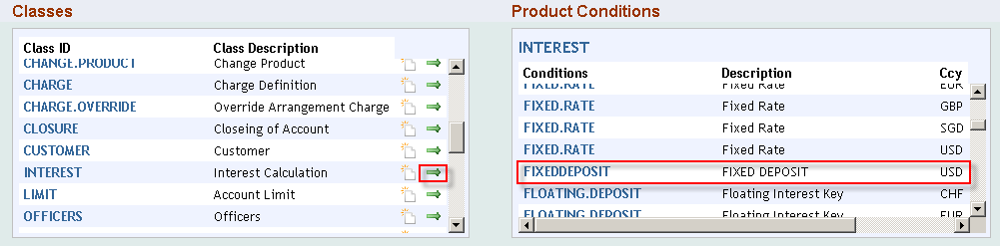 Classes
Class ID Class Description
CHANGE.PRODUCT Change Product
CHARGE Charge Definition
CHARGE.OVERRIDE Override Arrangement Charge
CLOSURE Closeing of Account
CUSTOMER Customer
INTEREST Interest Calculation
LIMIT Account Limit
OFFICERS Officers
Product Conditions
INTEREST
Conditions Description Ccy
FIXED.RATE Fixed Rate EUR
FIXED.RATE Fixed Rate GBP
FIXED.RATE Fixed Rate SGD
FIXED.RATE Fixed Rate USD
FIXEDDEPOSIT FIXED DEPOSIT USD
FLOATING.DEPOSIT Floating Interest Key CHF
FLOATING.DEPOSIT Floating Interest Key EUR